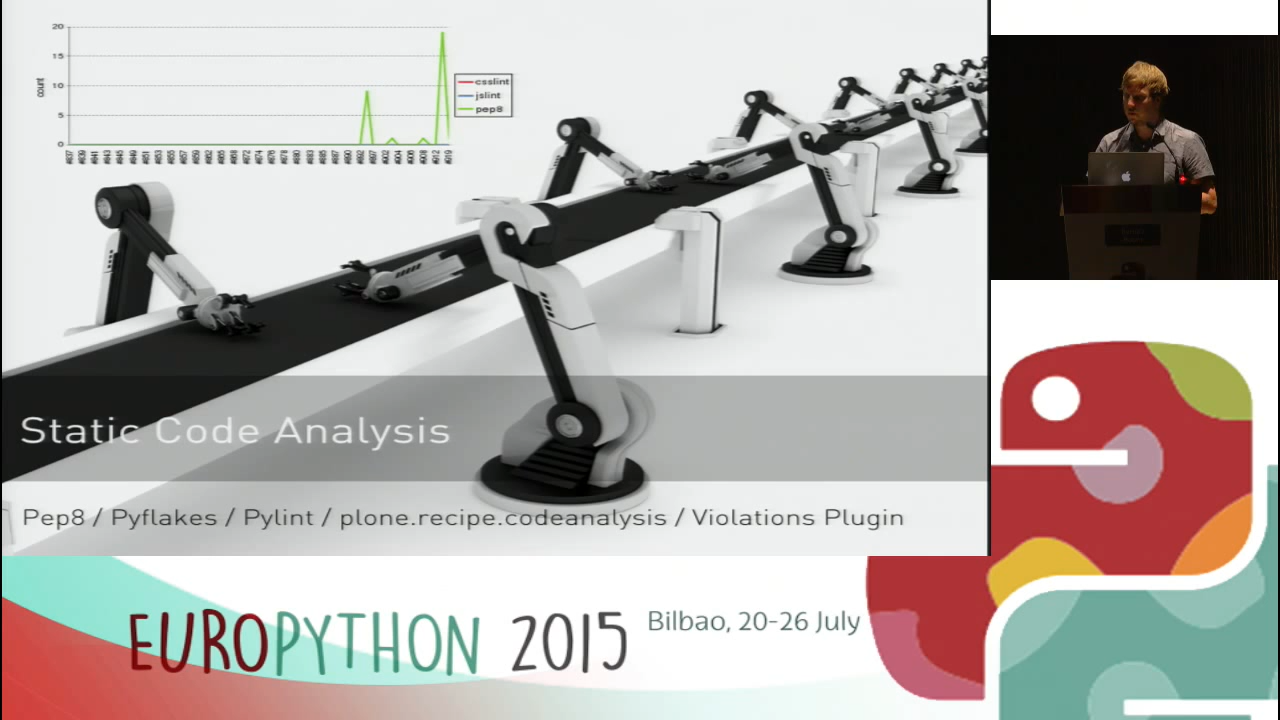 20
15
10
5
0
count
csslint
jslint
pep8
Static Code Analysis
Pep8 / Pyflakes / Pylint / plone.recipe.codeanalysis / Violations Plugin
EUROPYTHON 2015
Bilbao, 20-26 July